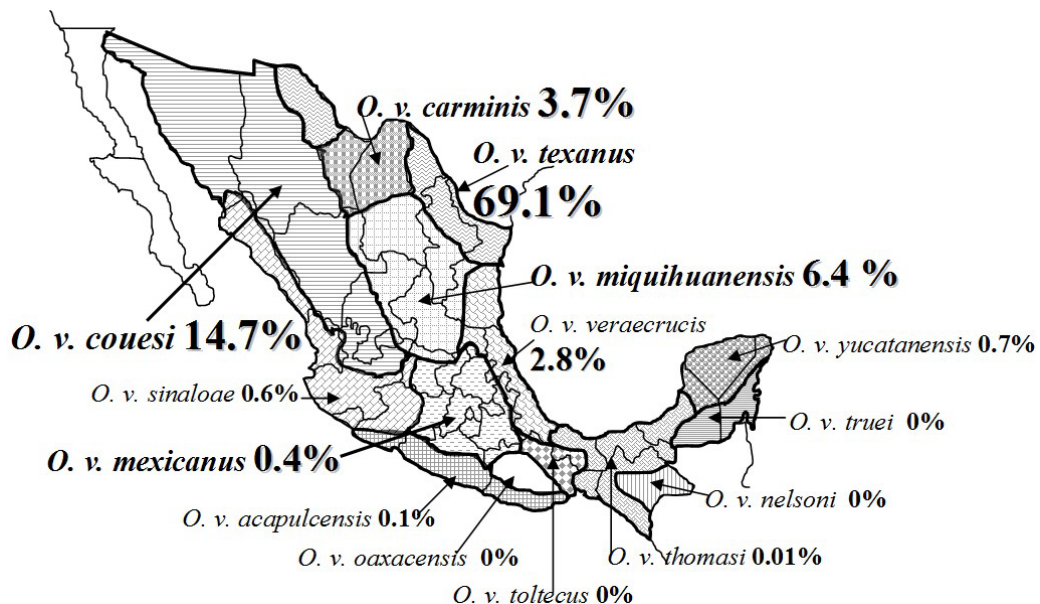 O. v. carminis 3.7%
O. v. texanus
69.1%
O. v. miquihuanensis 6.4 %
O. v. couesi 14.7%
O. v. veraecrucis
2.8%
O. v. yucatanensis 0.7%
O. v. sinaloae 0.6%
O. v. truei 0%
O. v. mexicanus 0.4%
O. v. nelsoni 0%
O. v. acapulcensis 0.1%
O. v. oaxacensis 0%
O. v. thomasi 0.01%
O. v. toltecus 0%